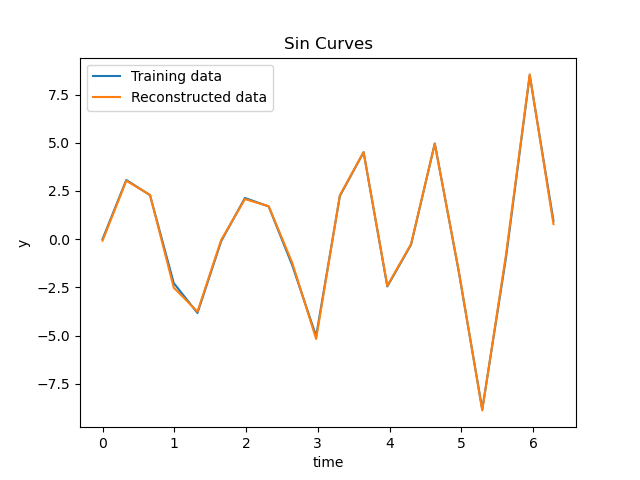 Sin Curves
Training data
Reconstructed data
7.5
5.0
2.5
0.0
−2.5
−5.0
−7.5
y
0 1 2 3 4 5 6
time